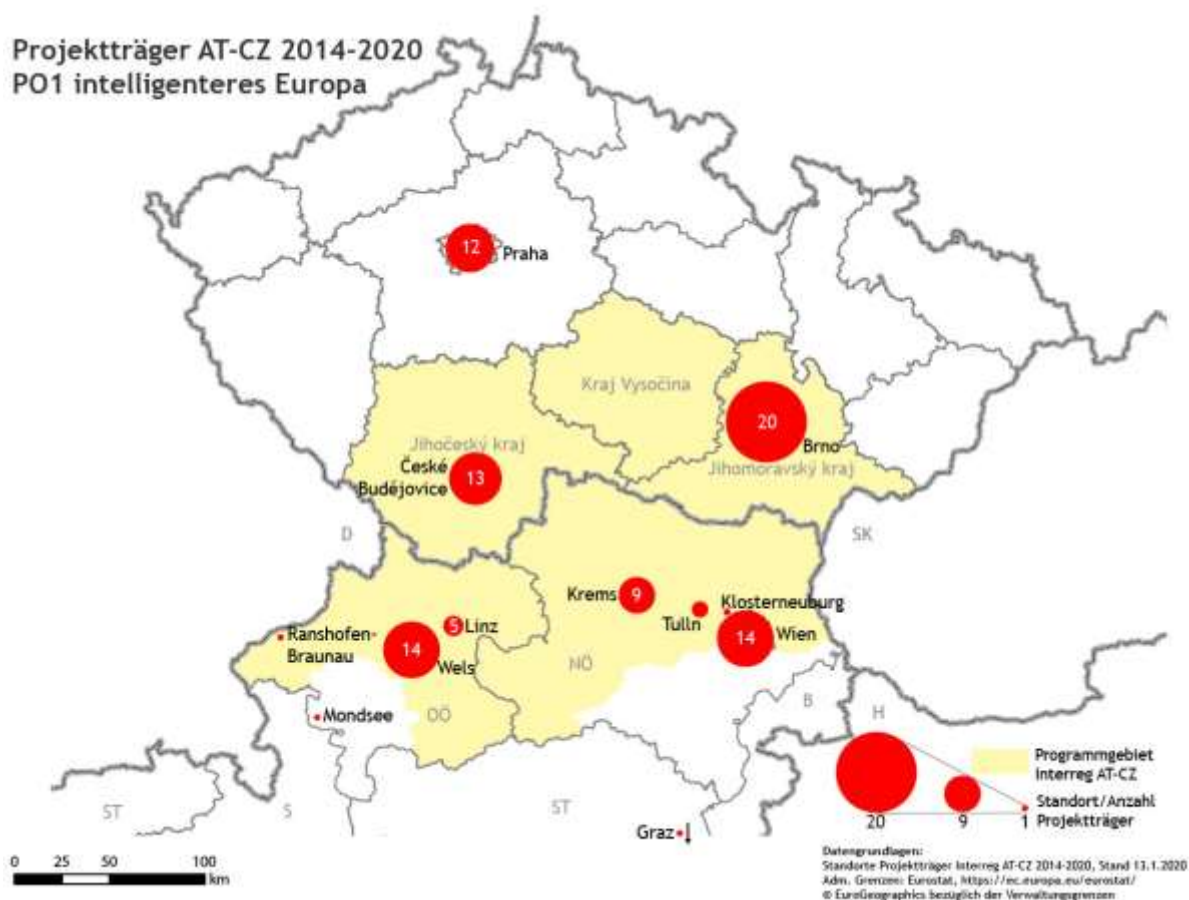 Projektträger AT-CZ 2014-2020
PO1 intelligenteres Europa
12
Praha
Kraj Vysočina
20
Brno
Jihočeský kraj
Jihomoravský kraj
České
Budějovice
13
D
SK
Krems
9
Klosterneuburg
Tulln
14
Wien
Ranshofen-
Braunau
5
Linz
14
Wels
NÖ
Mondsee
OÖ
B
H
ST
S
ST
Graz
Programmgebiet
Interreg AT-CZ
Standort/Anzahl
Projektträger
20
9
1
0 25 50 100
km
Datengrundlagen:
Standorte Projektträger Interreg AT-CZ 2014-2020, Stand 13.1.2020
Adm. Grenzen: Eurostat, https://ec.europa.eu/eurostat/
© EuroGeographics bezüglich der Verwaltungsgrenzen